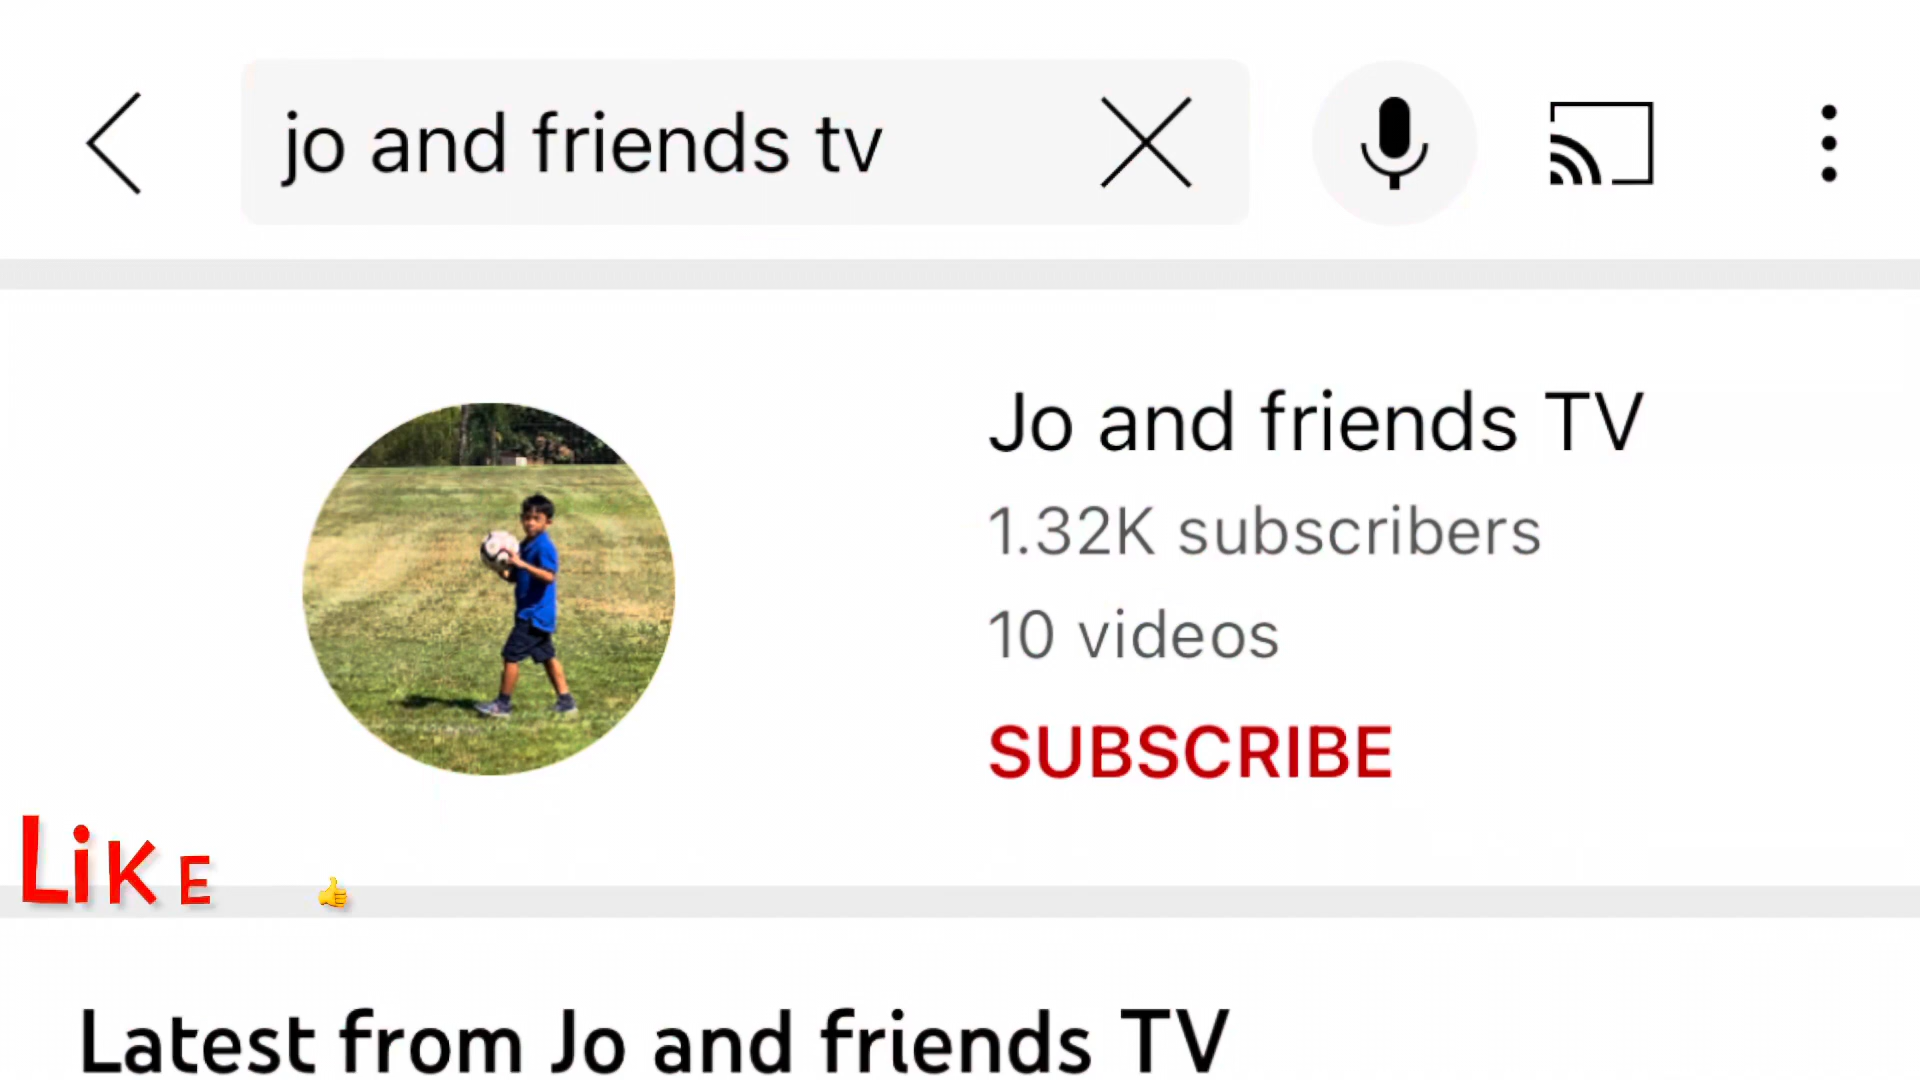 jo and friends tv
Jo and friends TV
1.32K subscribers
10 videos
SUBSCRIBE
LiKE 👍
Latest from Jo and friends TV